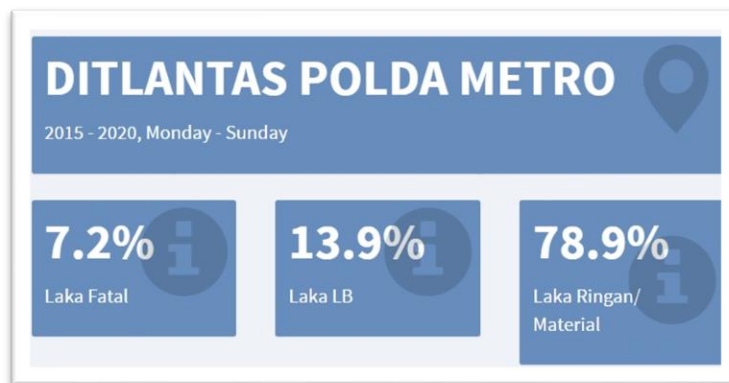 DITLANTAS POLDA METRO
2015 - 2020, Monday - Sunday
7.2%
Laka Fatal
13.9%
Laka LB
78.9%
Laka Ringan/
Material